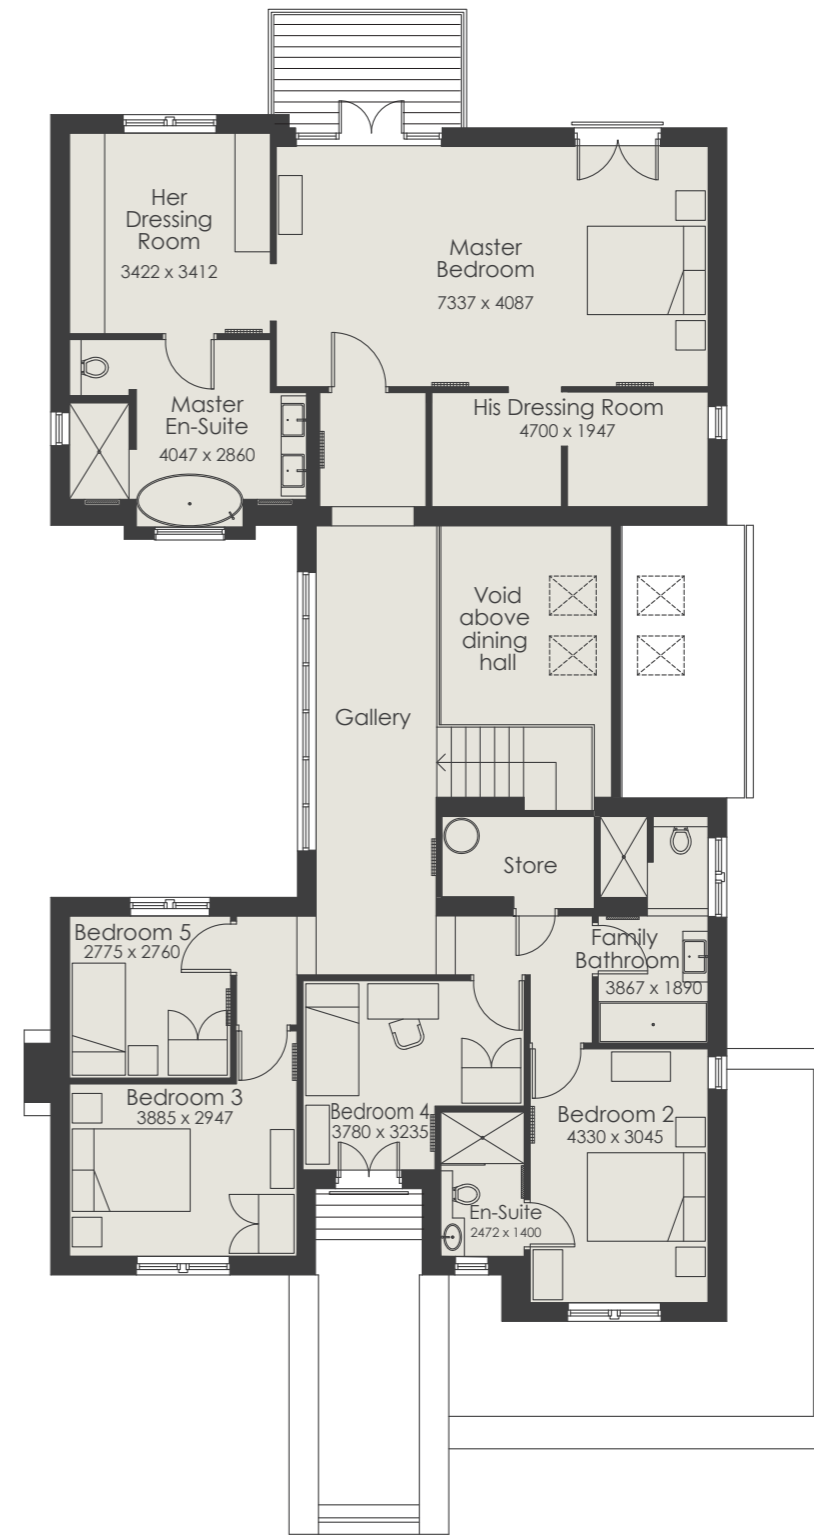 Her
Dressing
Room
3422 x 3412
Master
Bedroom
7337 x 4087
Master
En-Suite
4047 x 2860
His Dressing Room
4700 x 1947
Void
above
dining
hall
Gallery
Store
Bedroom 5
2775 x 2760
Family
Bathroom
3867 x 1890
Bedroom 3
3885 x 2947
Bedroom 4
3780 x 3235
Bedroom 2
4330 x 3045
En-Suite
2472 x 1400